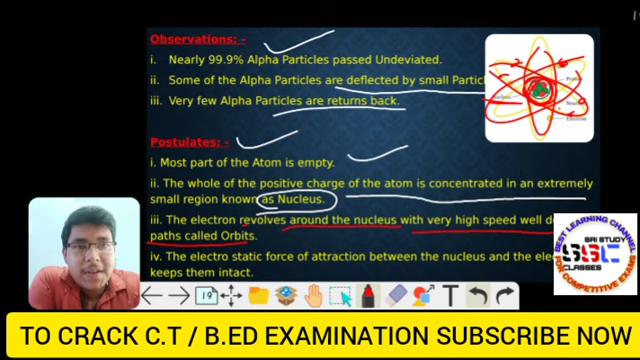 Observations: –
i. Nearly 99.9% Alpha Particles passed Undeviated.
ii. Some of the Alpha Particles are deflected by small
iii. Very few Alpha Particles are returns back.
Postulates: –
i. Most part of the Atom is empty.
ii. The whole of the positive charge of the atom is concentrated in an extremely
small region known as Nucleus.
iii. The electron revolves around the nucleus with very high speed well
paths called Orbits.
iv. The electro static force of attraction between the nucleus and the
keeps them intact.
Electron
BEST LEARNING CHANNEL
SRI STUDY
SSC
CLASSES
FOR COMPETITIVE EXAMS
19
T
TO CRACK C.T / B.ED EXAMINATION SUBSCRIBE NOW